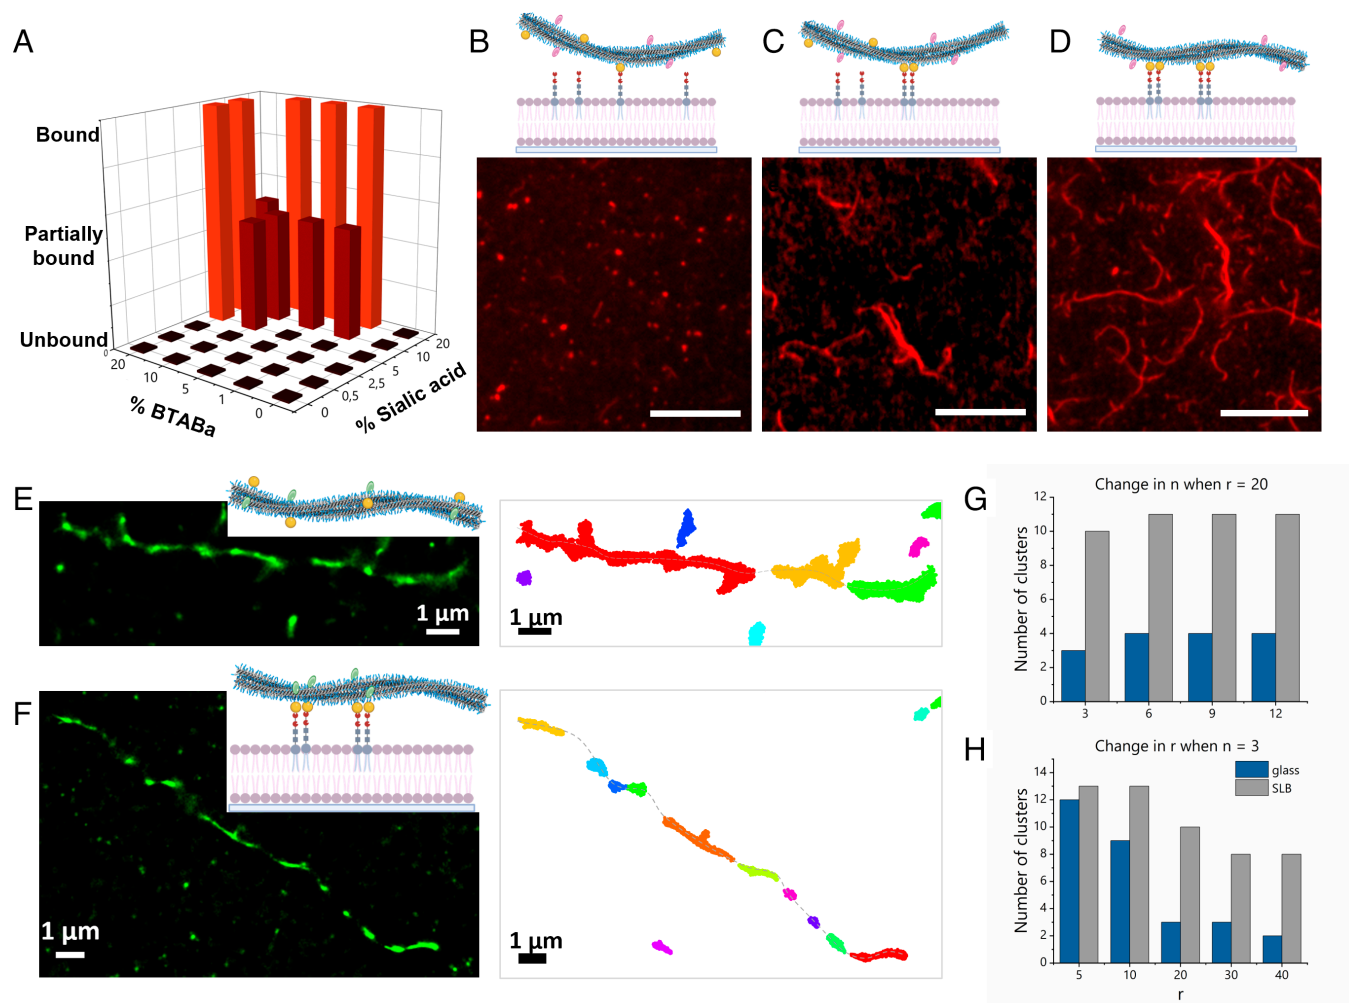 A
Bound
Partially
bound
Unbound
0
20
10
5
1
0
% BTABa
0
0,5
2,5
5
10
20
% Sialic acid
B
C
D
E
1 µm
1 µm
F
1 µm
1 µm
G
Change in n when r = 20
Number of clusters
12
10
8
6
4
2
0
3 6 9 12
H
Change in r when n = 3
glass
SLB
Number of clusters
14
12
10
8
6
4
2
0
5 10 20 30 40
r